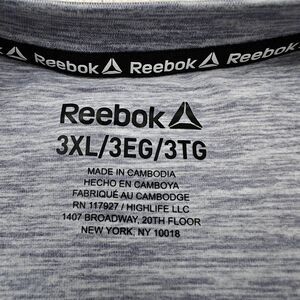 Reebok Reebok Reebok
Reebok
3XL/3EG/3TG
MADE IN CAMBODIA
HECHO EN CAMBOYA
FABRIQUÉ AU CAMBODGE
RN 117927 / HIGHLIFE LLC
1407 BROADWAY, 20TH FLOOR
NEW YORK, NY 10018